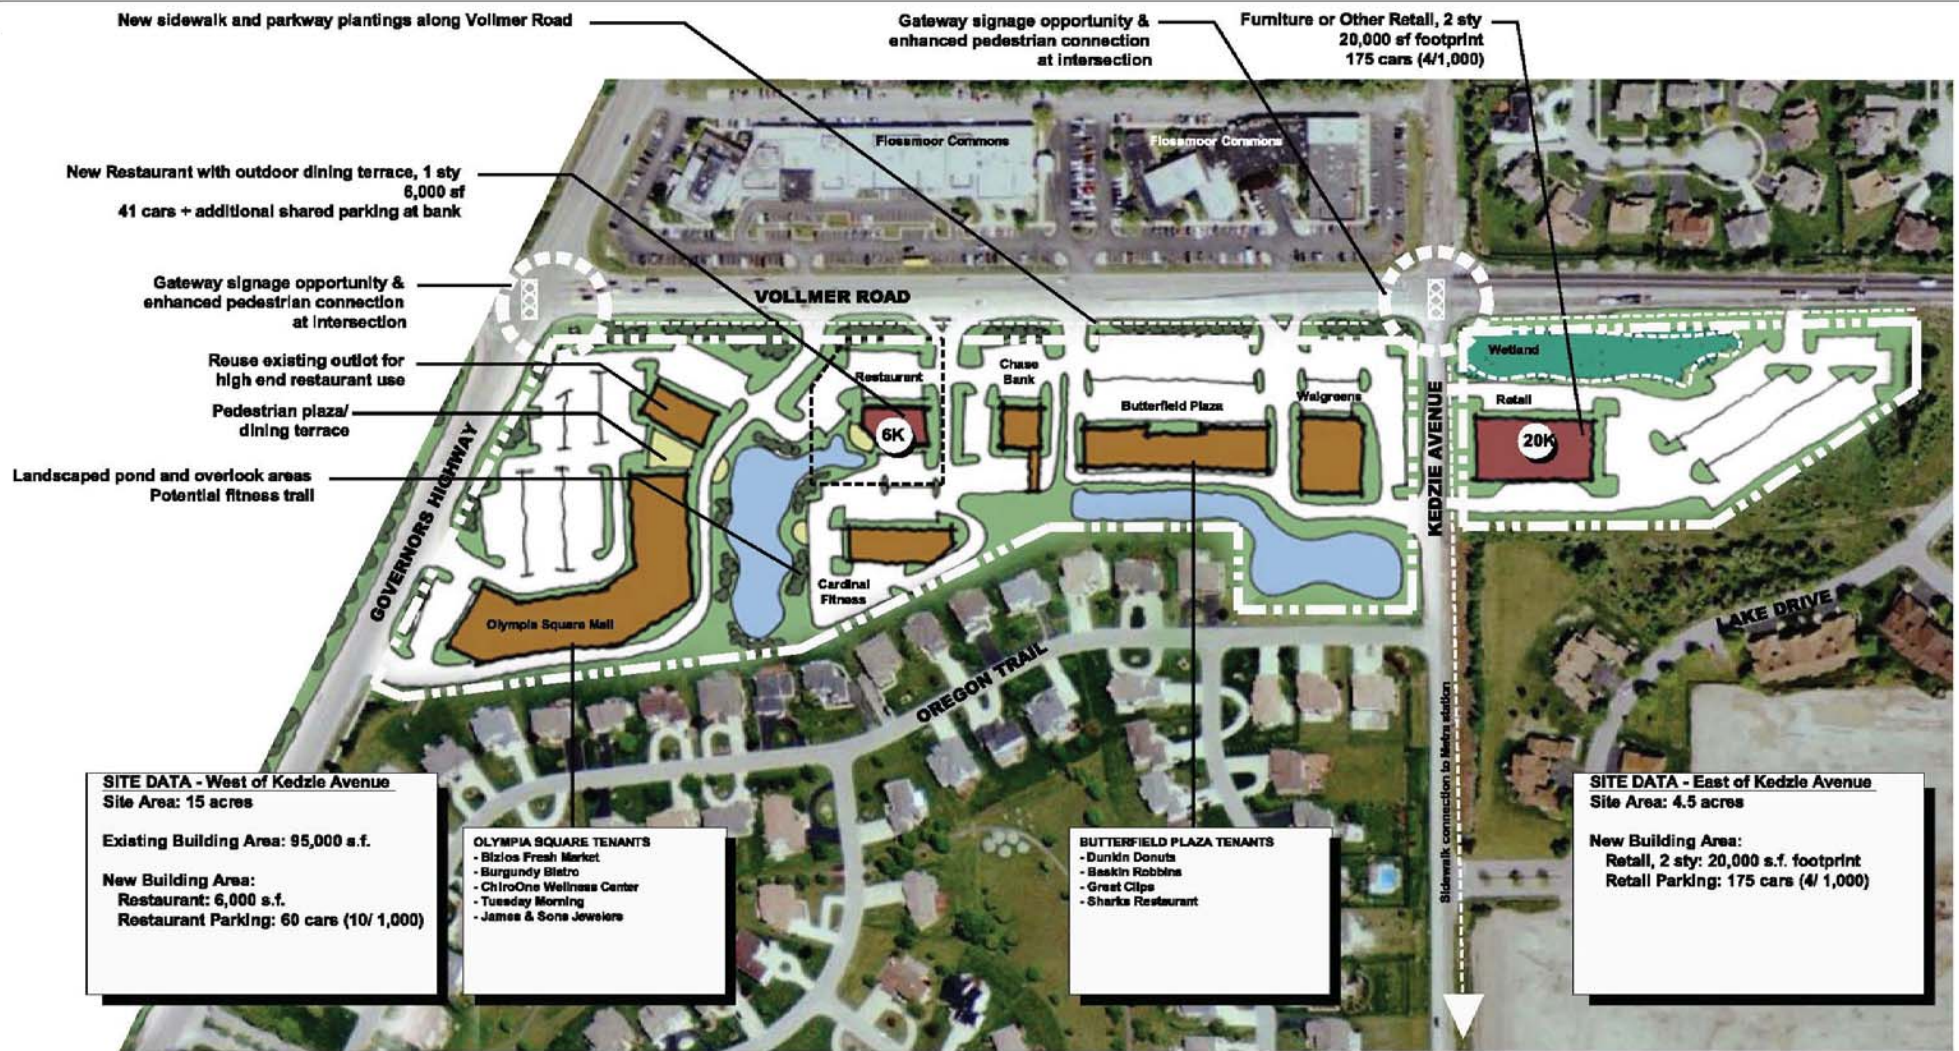 New sidewalk and parkway plantings along Vollmer Road
Gateway signage opportunity &
enhanced pedestrian connection
at intersection
Furniture or Other Retail, 2 sty
20,000 sf footprint
175 cars (4/1,000)
Flossmoor Commons
Flossmoor Commons
New Restaurant with outdoor dining terrace, 1 sty
6,000 sf
41 cars + additional shared parking at bank
Gateway signage opportunity &
enhanced pedestrian connection
at intersection
VOLLMER ROAD
Reuse existing outlot for
high end restaurant use
Pedestrian plaza/
dining terrace
Landscaped pond and overlook areas
Potential fitness trail
GOVERNORS HIGHWAY
Restaurant
6K
Chase
Bank
Butterfield Plaza
Walgreens
KEDZIE AVENUE
Wetland
Retail
20K
Cardinal
Fitness
Olympia Square Mall
OREGON TRAIL
LAKE DRIVE
Sidewalk connection to Metra station
SITE DATA - West of Kedzie Avenue
Site Area: 15 acres
Existing Building Area: 95,000 s.f.
New Building Area:
Restaurant: 6,000 s.f.
Restaurant Parking: 60 cars (10/ 1,000)
OLYMPIA SQUARE TENANTS
- Bizios Fresh Market
- Burgundy Bistro
- ChiroOne Wellness Center
- Tuesday Morning
- James & Sons Jewelers
BUTTERFIELD PLAZA TENANTS
- Dunkin Donuts
- Baskin Robbins
- Great Clips
- Sharks Restaurant
SITE DATA - East of Kedzie Avenue
Site Area: 4.5 acres
New Building Area:
Retail, 2 sty: 20,000 s.f. footprint
Retail Parking: 175 cars (4/ 1,000)